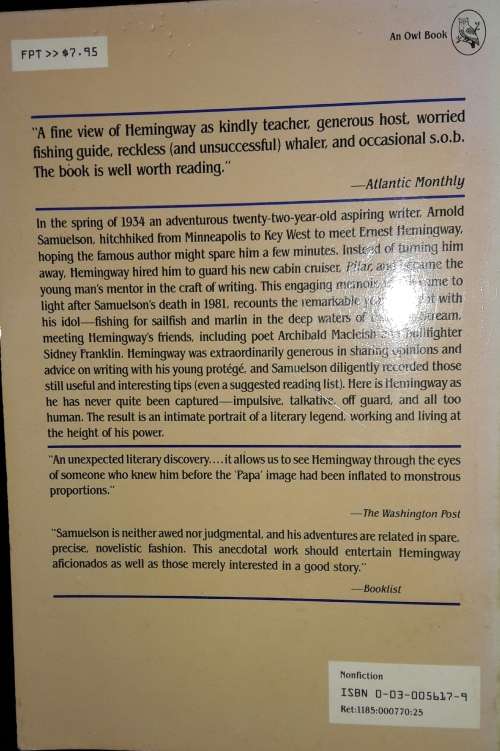 An Owl Book
FPT >> $7.95
"A fine view of Hemingway as kindly teacher, generous host, worried
fishing guide, reckless (and unsuccessful) whaler, and occasional s.o.b.
The book is well worth reading."
—Atlantic Monthly
In the spring of 1934 an adventurous twenty-two-year-old aspiring writer, Arnold
Samuelson, hitchhiked from Minneapolis to Key West to meet Ernest Hemingway,
hoping the famous author might spare him a few minutes. Instead of turning him
away, Hemingway hired him to guard his new cabin cruiser, Pilar, and became the
young man's mentor in the craft of writing. This engaging memoir, came to
light after Samuelson's death in 1981, recounts the remarkable with
his idol—fishing for sailfish and marlin in the deep waters of Stream,
meeting Hemingway's friends, including poet Archibald Macleish bullfighter
Sidney Franklin. Hemingway was extraordinarily generous in sharing opinions and
advice on writing with his young protégé, and Samuelson diligently recorded those
still useful and interesting tips (even a suggested reading list). Here is Hemingway as
he has never quite been captured—impulsive, talkative, off guard, and all too
human. The result is an intimate portrait of a literary legend, working and living at
the height of his power.
"An unexpected literary discovery....it allows us to see Hemingway through the eyes
of someone who knew him before the 'Papa' image had been inflated to monstrous
proportions."
—The Washington Post
"Samuelson is neither awed nor judgmental, and his adventures are related in spare,
precise, novelistic fashion. This anecdotal work should entertain Hemingway
aficionados as well as those merely interested in a good story."
—Booklist
Nonfiction
ISBN 0-03-005617-9
Ret:1185:000770:25